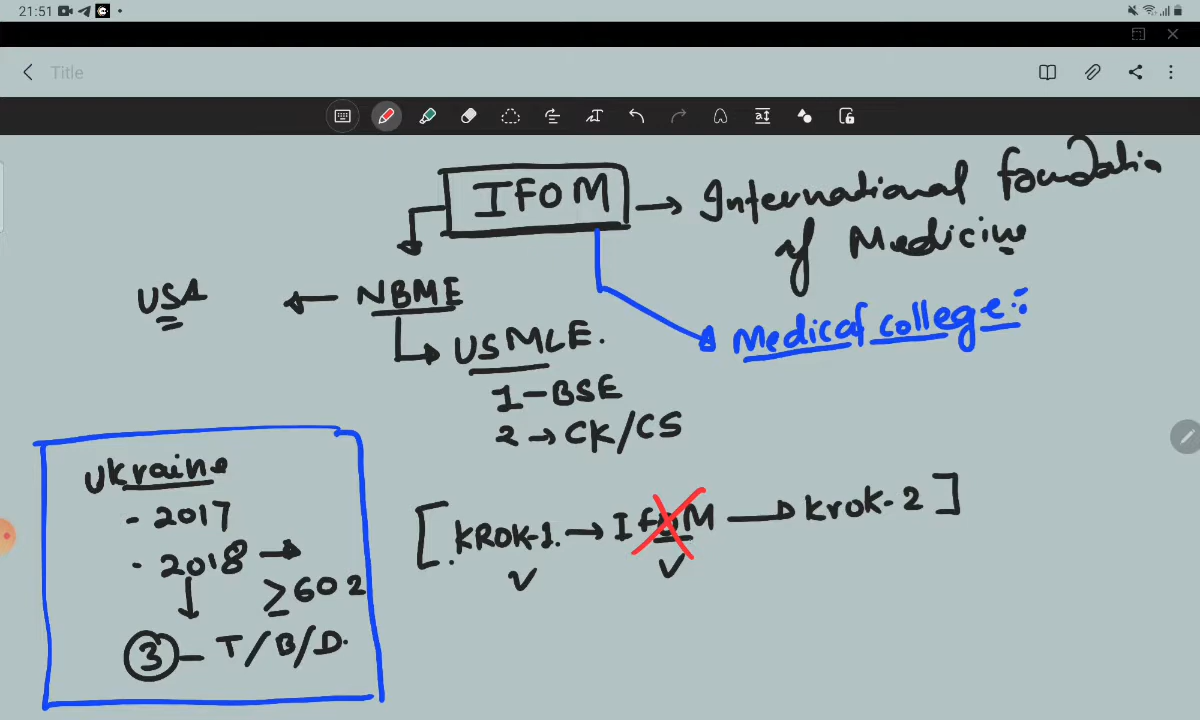 21:51
Title
IFOM → International foundatio
of Medicine
USA ← NBME
Medical college:
USMLE.
1 - BSE
2 → CK/CS
Ukraine
- 2017
- 2018 →
≥ 602
3 - T/B/D.
[KROK-1. → IFOM → Krok-2]